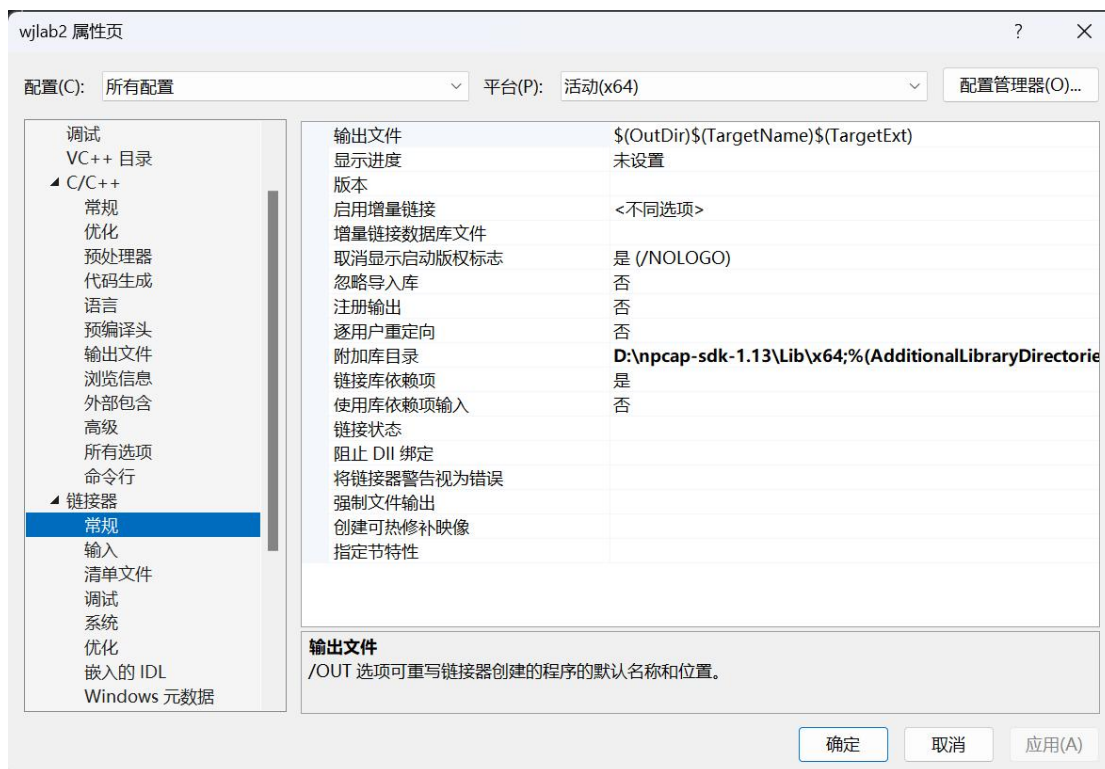 wjlab2 属性页
?
×
配置(C): 所有配置 平台(P): 活动(x64) 配置管理器(O)...
调试
VC++ 目录
C/C++
常规
优化
预处理器
代码生成
语言
预编译头
输出文件
浏览信息
外部包含
高级
所有选项
命令行
链接器
常规
输入
清单文件
调试
系统
优化
嵌入的 IDL
Windows 元数据
输出文件 $(OutDir)$(TargetName)$(TargetExt)
显示进度 未设置
版本
启用增量链接 <不同选项>
增量链接数据库文件
取消显示启动版权标志 是 (/NOLOGO)
忽略导入库 否
注册输出 否
逐用户重定向 否
附加库目录 D:\npcap-sdk-1.13\Lib\x64;%(AdditionalLibraryDirectorie
链接库依赖项 是
使用库依赖项输入 否
链接状态
阻止 Dll 绑定
将链接器警告视为错误
强制文件输出
创建可热修补映像
指定节特性
输出文件
/OUT 选项可重写链接器创建的程序的默认名称和位置。
确定 取消 应用(A)